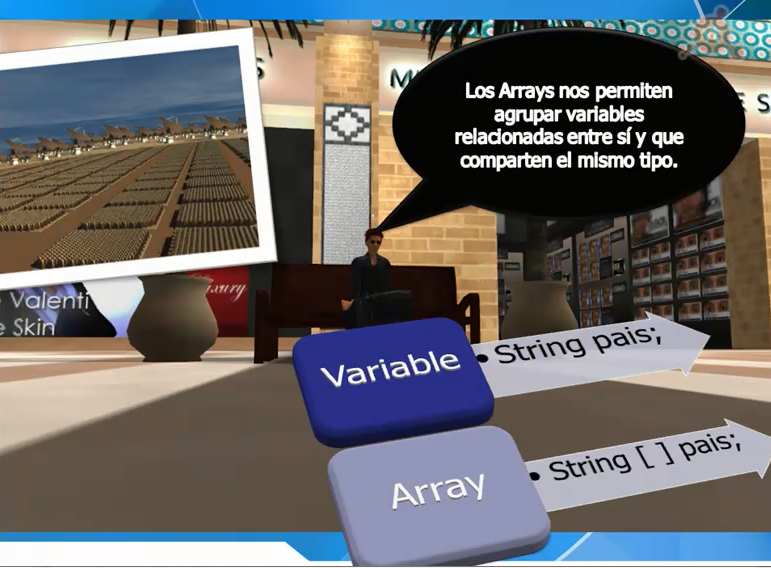 Los Arrays nos permiten
agrupar variables
relacionadas entre sí y que
comparten el mismo tipo.
Valenti
Skin
Variable
• String pais;
Array
• String [ ] pais;